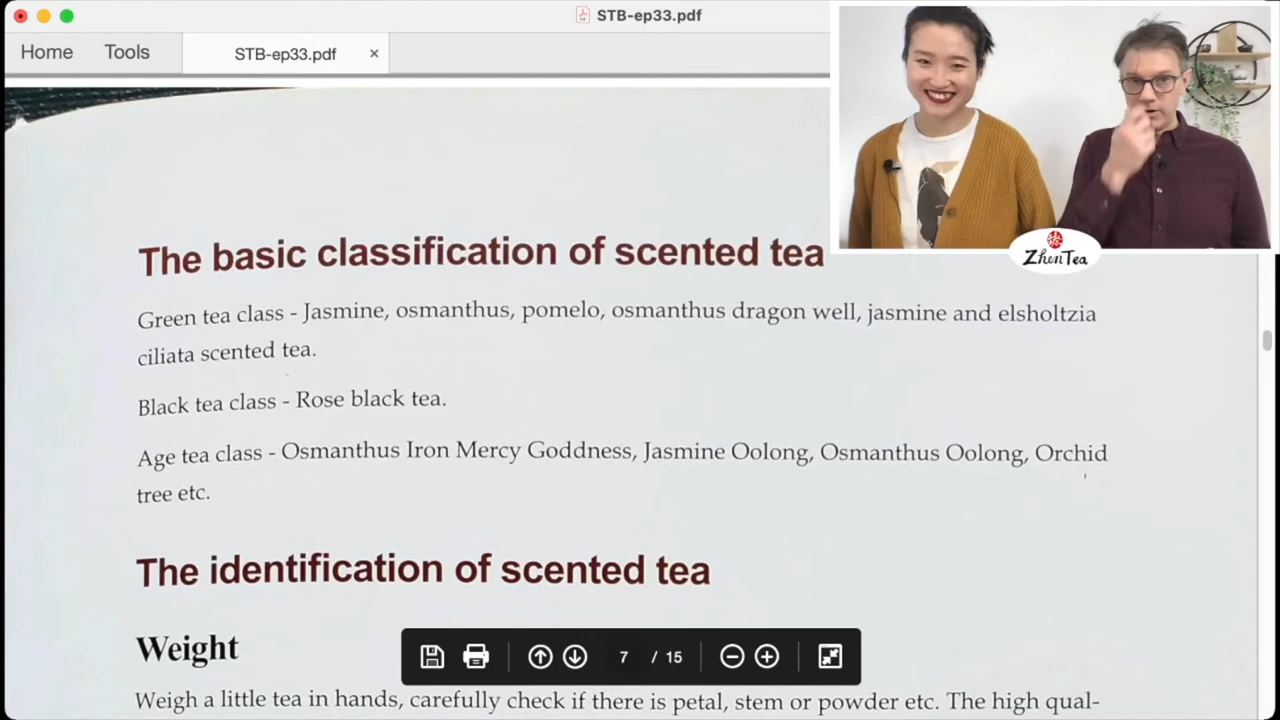 STB-ep33.pdf
Home
Tools
STB-ep33.pdf ×
ZhenTea
The basic classification of scented tea
Green tea class - Jasmine, osmanthus, pomelo, osmanthus dragon well, jasmine and elsholtzia
ciliata scented tea.
Black tea class - Rose black tea.
Age tea class - Osmanthus Iron Mercy Goddness, Jasmine Oolong, Osmanthus Oolong, Orchid
tree etc.
The identification of scented tea
Weight
7 / 15
Weigh a little tea in hands, carefully check if there is petal, stem or powder etc. The high qual-